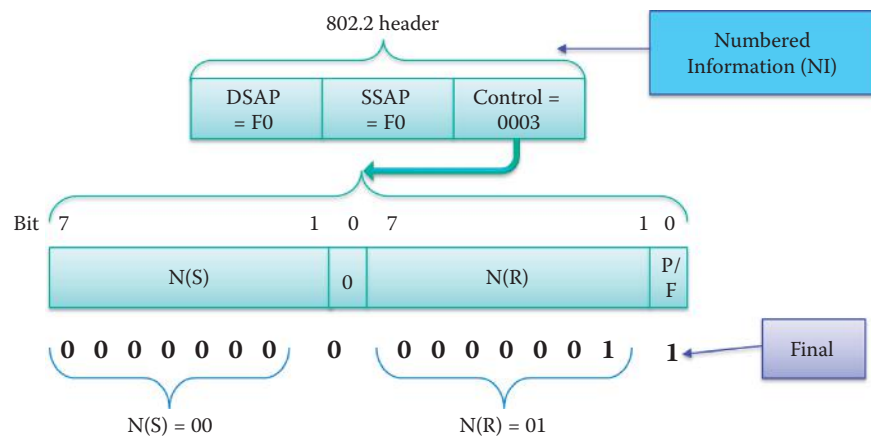 802.2 header
Numbered
Information (NI)
DSAP
= F0
SSAP
= F0
Control =
0003
Bit 7 1 0 7 1 0
N(S) 0 N(R) P/
F
0 0 0 0 0 0 0 0 0 0 0 0 0 0 1 1
Final
N(S) = 00 N(R) = 01